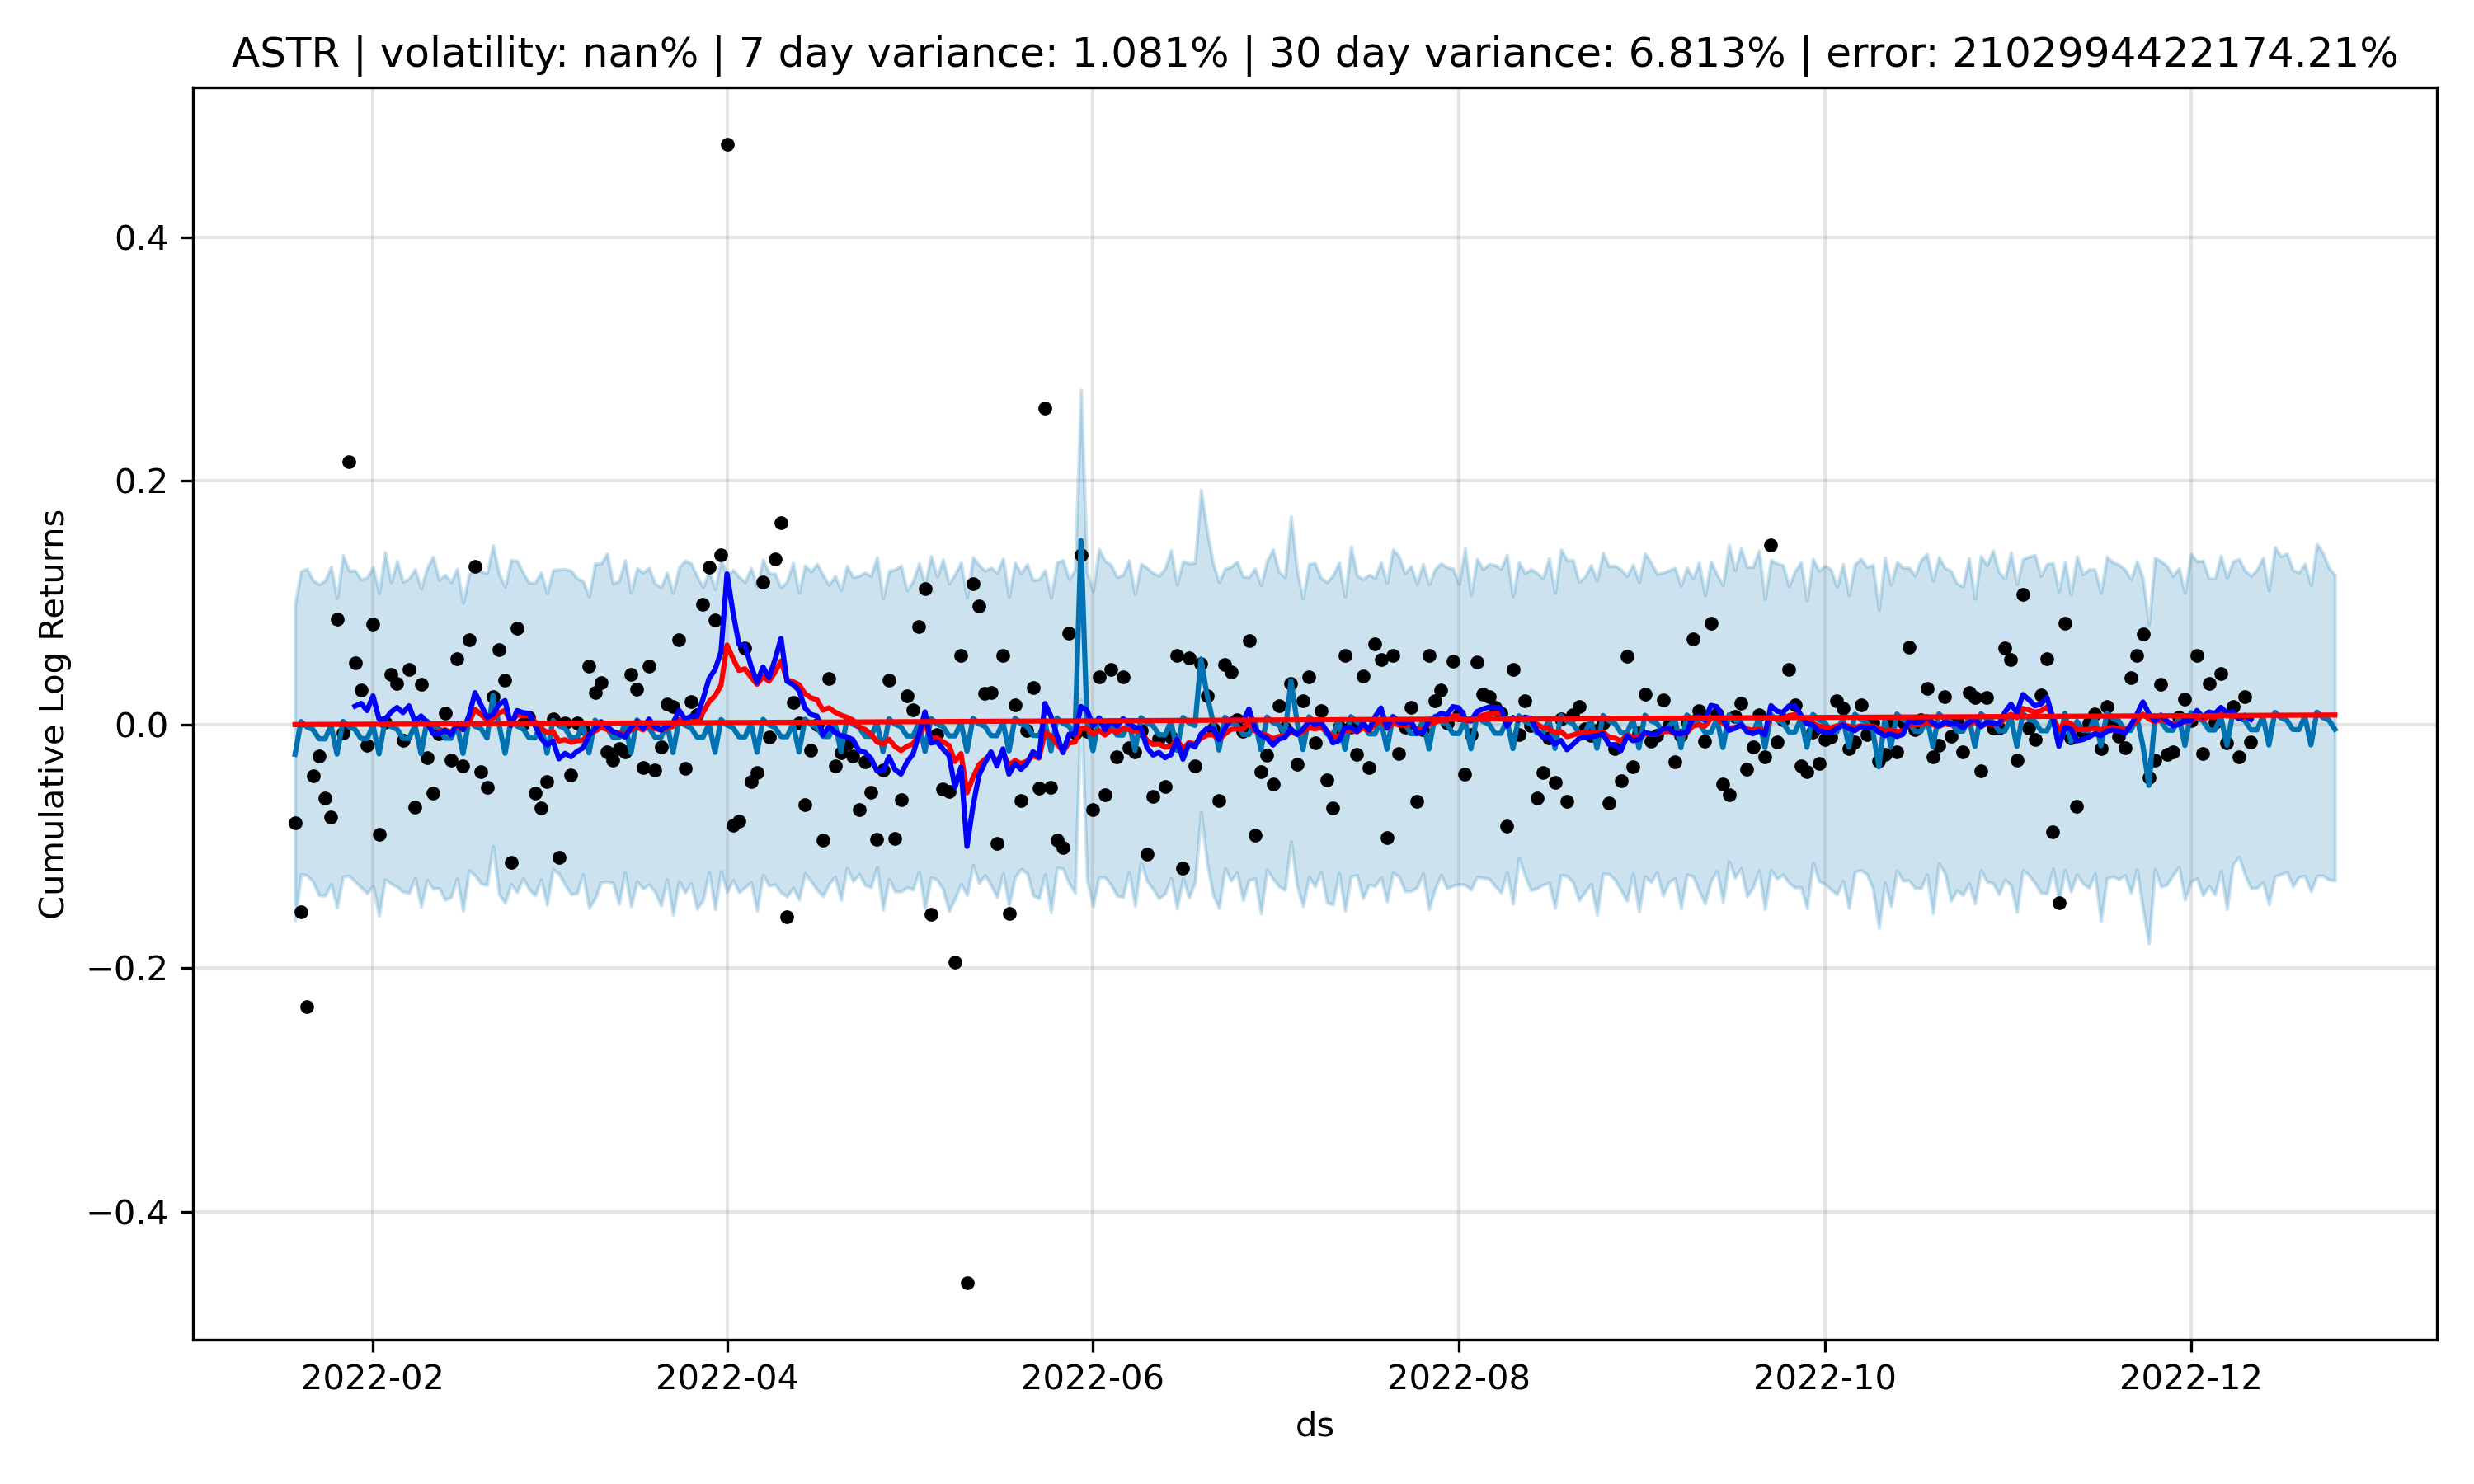 ASTR | volatility: nan% | 7 day variance: 1.081% | 30 day variance: 6.813% | error: 2102994422174.21%
Cumulative Log Returns
0.4
0.2
0.0
−0.2
−0.4
2022-02 2022-04 2022-06 2022-08 2022-10 2022-12
ds